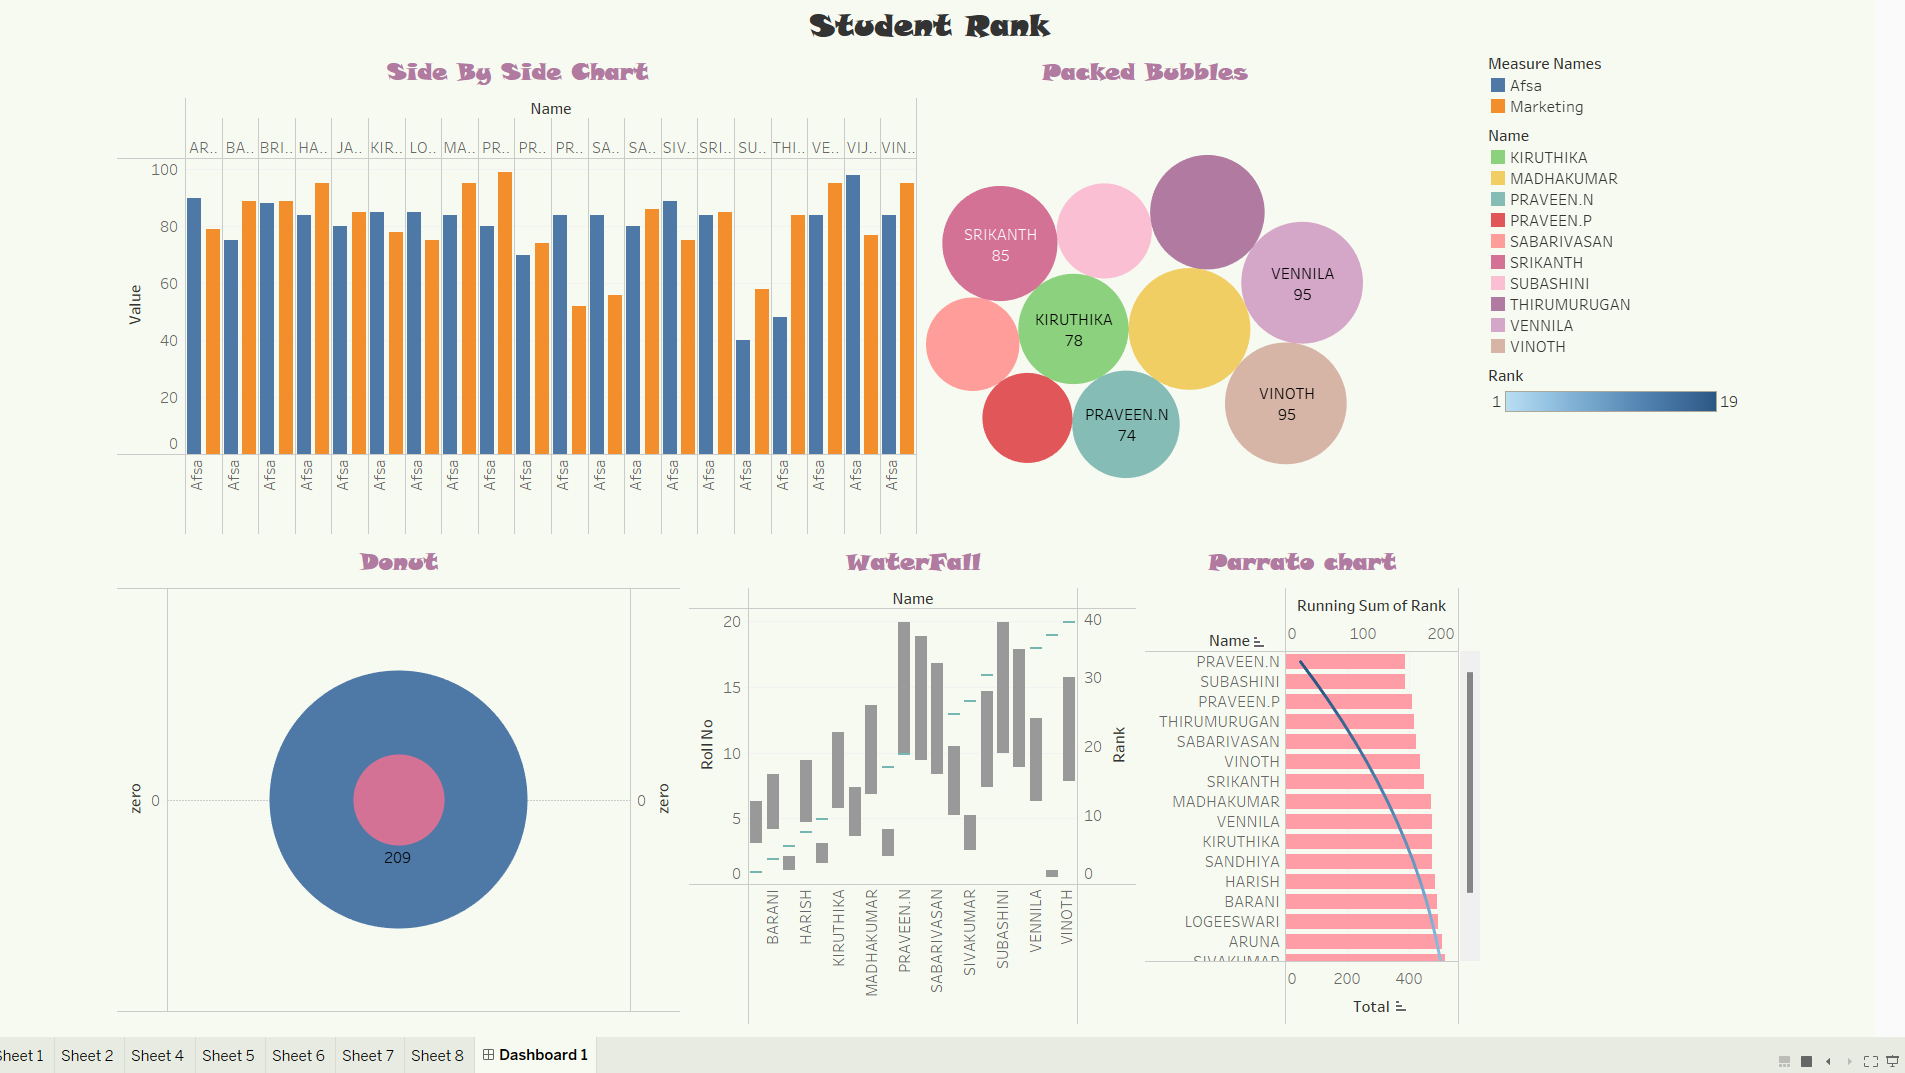 Student Rank
Side By Side Chart
Name
AR.. BA.. BRI.. HA.. JA.. KIR.. LO.. MA.. PR.. PR.. PR.. SA.. SA.. SIV.. SRI.. SU.. THI.. VE.. VIJ.. VIN..
Value
100
80
60
40
20
0
Afsa Afsa Afsa Afsa Afsa Afsa Afsa Afsa Afsa Afsa Afsa Afsa Afsa Afsa Afsa Afsa Afsa Afsa Afsa Afsa
Packed Bubbles
SRIKANTH
85
VENNILA
95
KIRUTHIKA
78
VINOTH
95
PRAVEEN.N
74
Measure Names
Afsa
Marketing
Name
KIRUTHIKA
MADHAKUMAR
PRAVEEN.N
PRAVEEN.P
SABARIVASAN
SRIKANTH
SUBASHINI
THIRUMURUGAN
VENNILA
VINOTH
Rank
1 19
Donut
zero
0
209
0
zero
WaterFall
Name
Roll No
20
15
10
5
0
40
30
20
10
0
Rank
BARANI HARISH KIRUTHIKA MADHAKUMAR PRAVEEN.N SABARIVASAN SIVAKUMAR SUBASHINI VENNILA VINOTH
Parrato chart
Running Sum of Rank
0 100 200
Name
PRAVEEN.N
SUBASHINI
PRAVEEN.P
THIRUMURUGAN
SABARIVASAN
VINOTH
SRIKANTH
MADHAKUMAR
VENNILA
KIRUTHIKA
SANDHIYA
HARISH
BARANI
LOGEESWARI
ARUNA
SIVAKUMAR
0 200 400
Total
Sheet 1 Sheet 2 Sheet 4 Sheet 5 Sheet 6 Sheet 7 Sheet 8 Dashboard 1